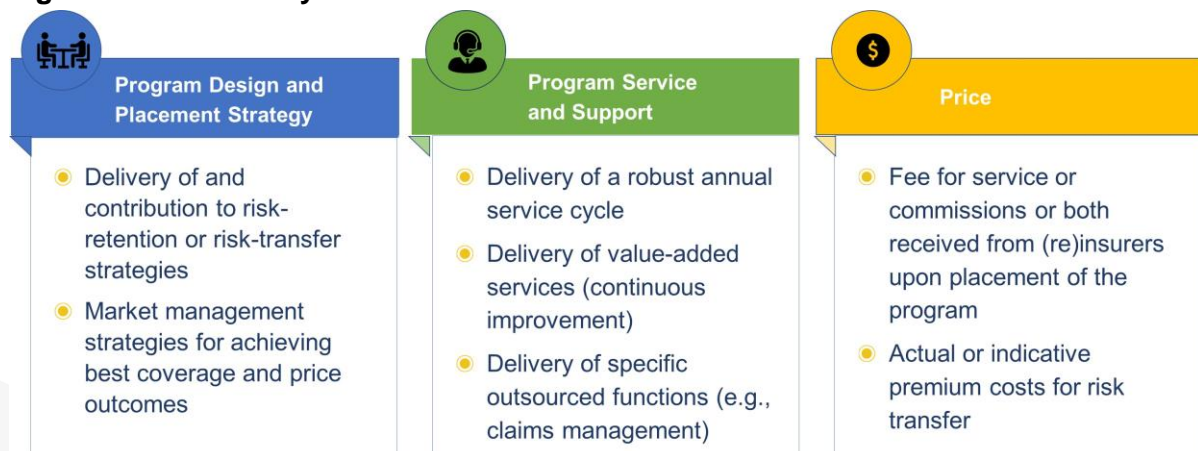 Program Design and
Placement Strategy
Delivery of and
contribution to risk-
retention or risk-transfer
strategies
Market management
strategies for achieving
best coverage and price
outcomes
Program Service
and Support
Delivery of a robust annual
service cycle
Delivery of value-added
services (continuous
improvement)
Delivery of specific
outsourced functions (e.g.,
claims management)
$
Price
Fee for service or
commissions or both
received from (re)insurers
upon placement of the
program
Actual or indicative
premium costs for risk
transfer